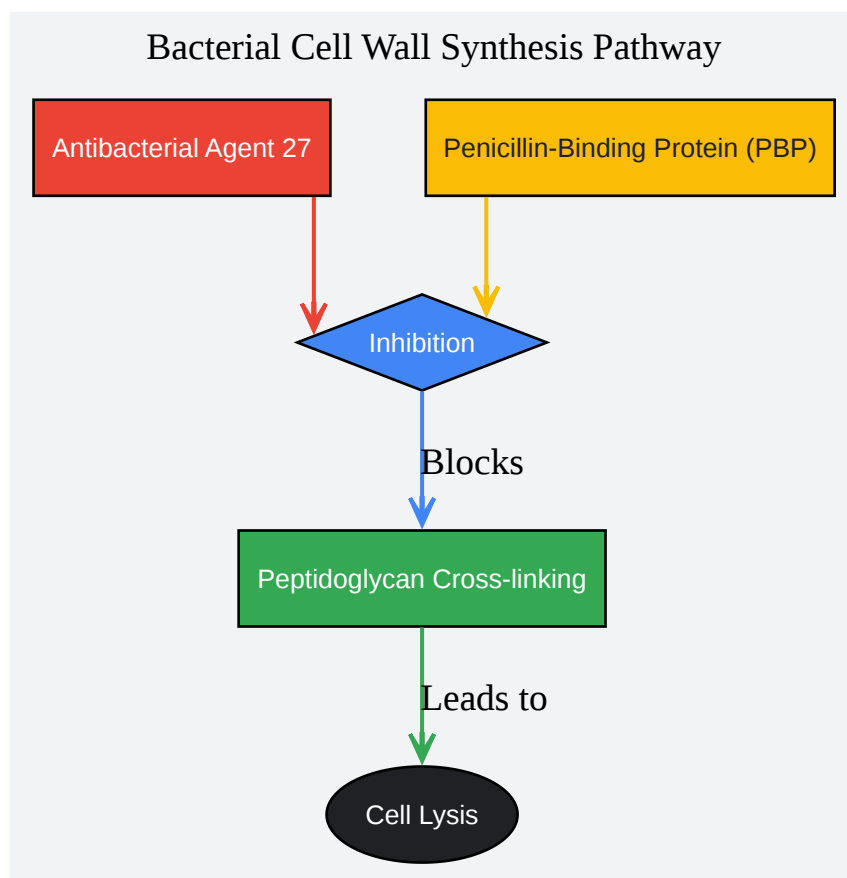 Bacterial Cell Wall Synthesis Pathway
Antibacterial Agent 27
Penicillin-Binding Protein (PBP)
Inhibition
Blocks
Peptidoglycan Cross-linking
Leads to
Cell Lysis